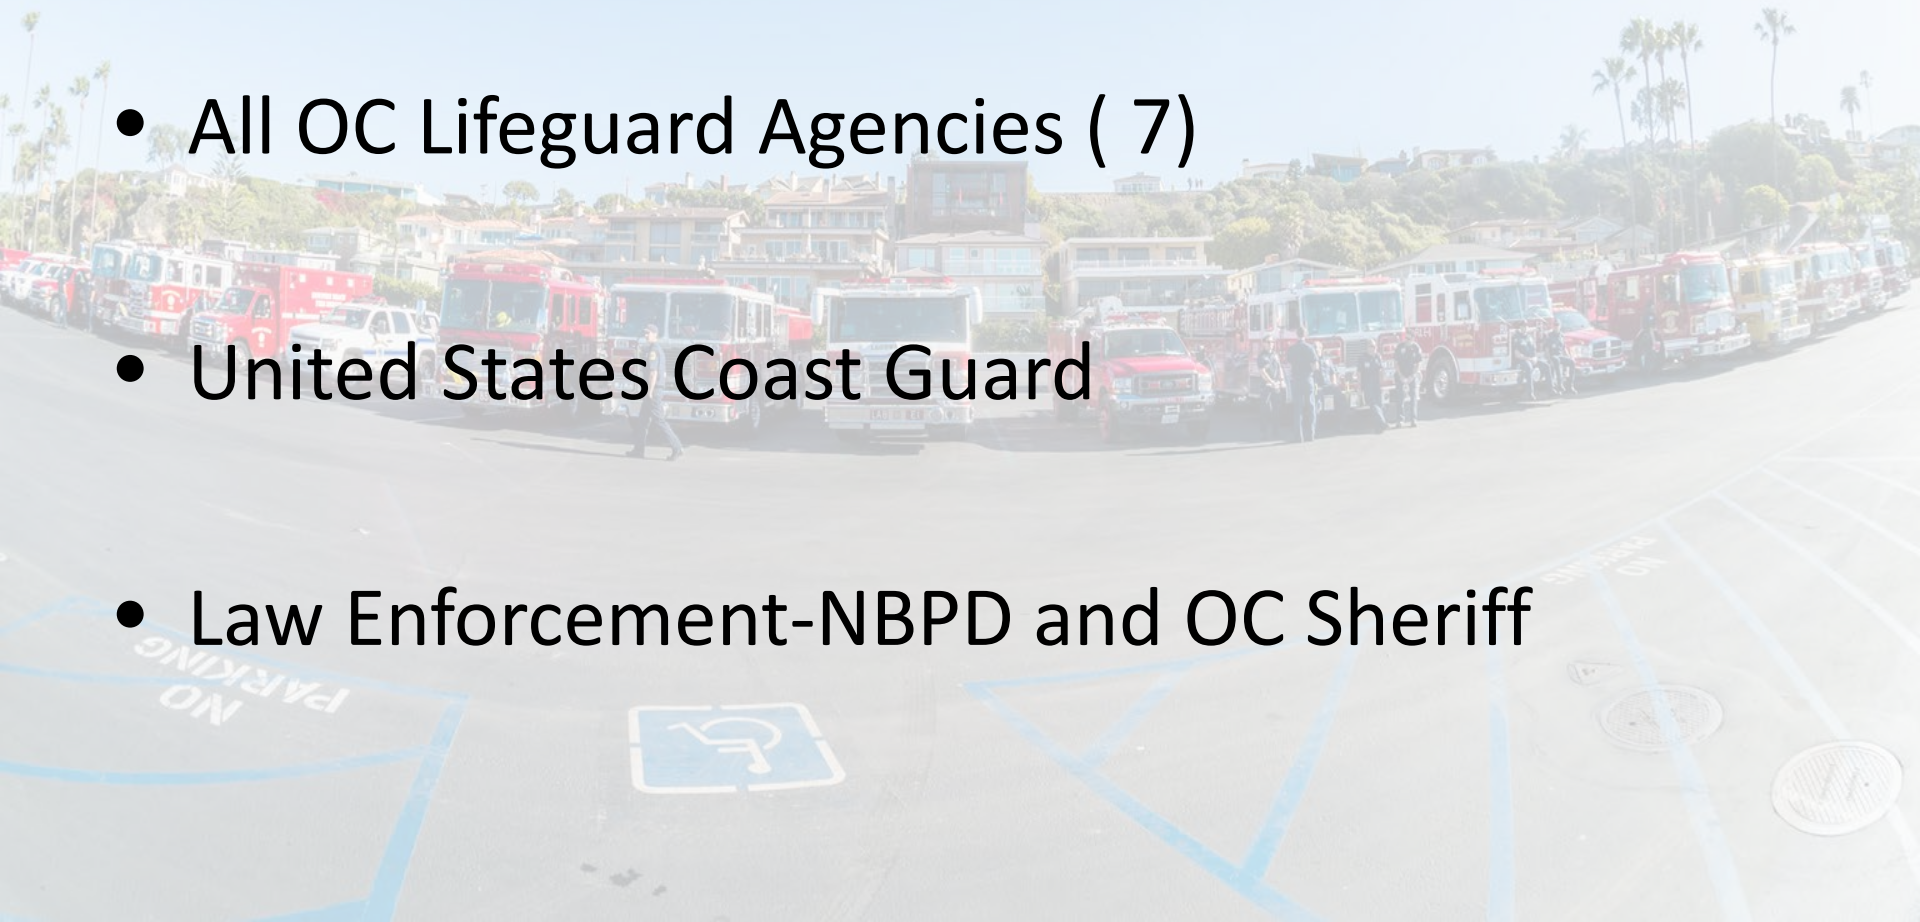 • All OC Lifeguard Agencies ( 7)
• United States Coast Guard
• Law Enforcement-NBPD and OC Sheriff
NO
PARKING
NO
PARKING